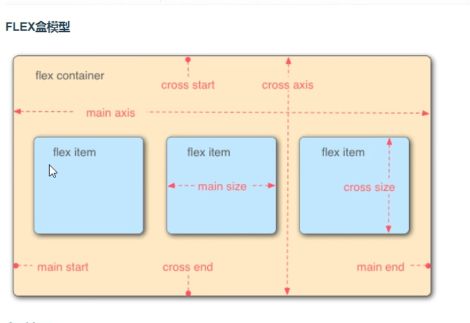 FLEX盒模型
flex container
cross start
cross axis
main axis
flex item
flex item
flex item
main size
cross size
main start
cross end
main end